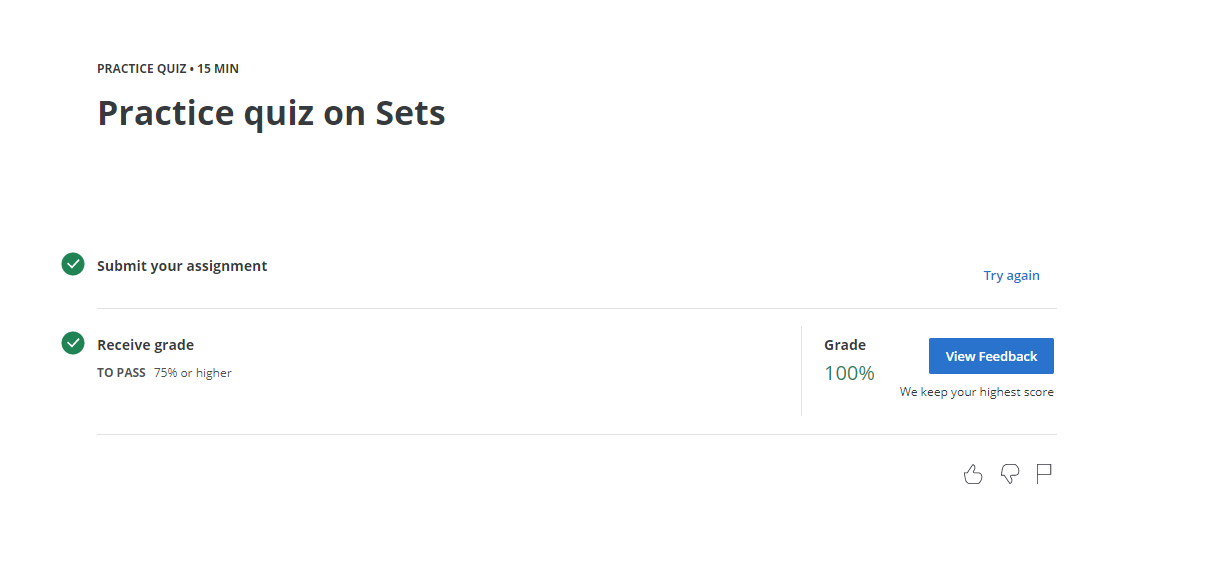 PRACTICE QUIZ • 15 MIN
Practice quiz on Sets
Submit your assignment
Try again
Receive grade
TO PASS 75% or higher
Grade
100%
View Feedback
We keep your highest score